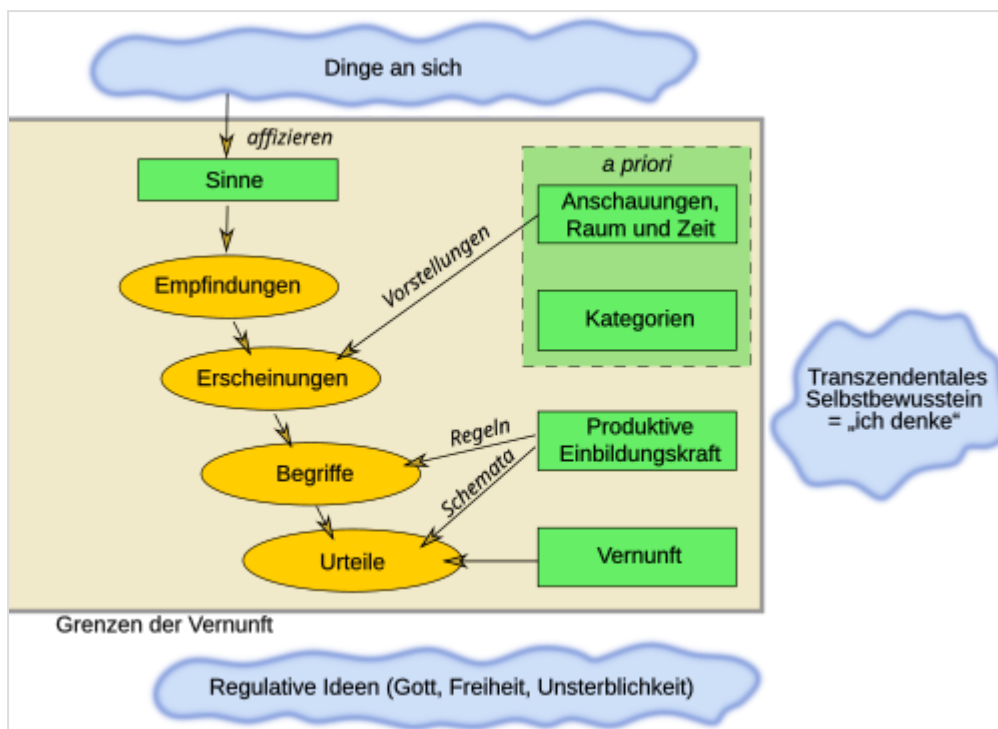 Dinge an sich
affizieren
Sinne
a priori
Anschauungen,
Raum und Zeit
Vorstellungen
Empfindungen
Kategorien
Erscheinungen
Transzendentales
Selbstbewusstein
= „ich denke“
Regeln
Produktive
Einbildungskraft
Begriffe
Schemata
Urteile
Vernunft
Grenzen der Vernunft
Regulative Ideen (Gott, Freiheit, Unsterblichkeit)